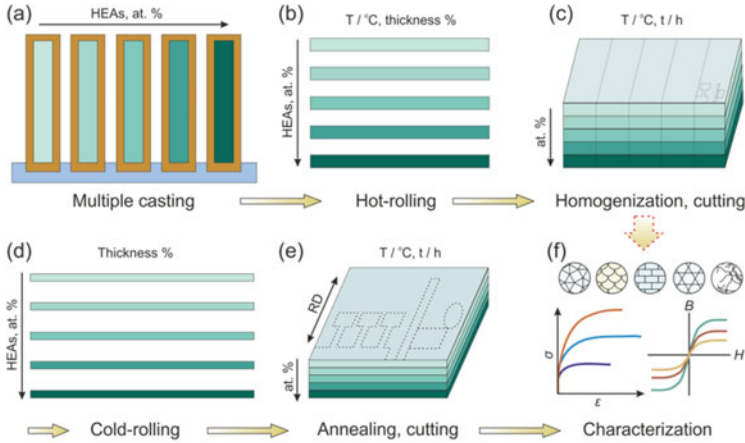 (a)
HEAs, at. %
Multiple casting
(b)
T / °C, thickness %
HEAs, at. %
Hot-rolling
(c)
T / °C, t / h
at. %
Homogenization, cutting
(d)
Thickness %
HEAs, at. %
Cold-rolling
(e)
T / °C, t / h
RD
at. %
Annealing, cutting
(f)
σ
ε
B
H
Characterization